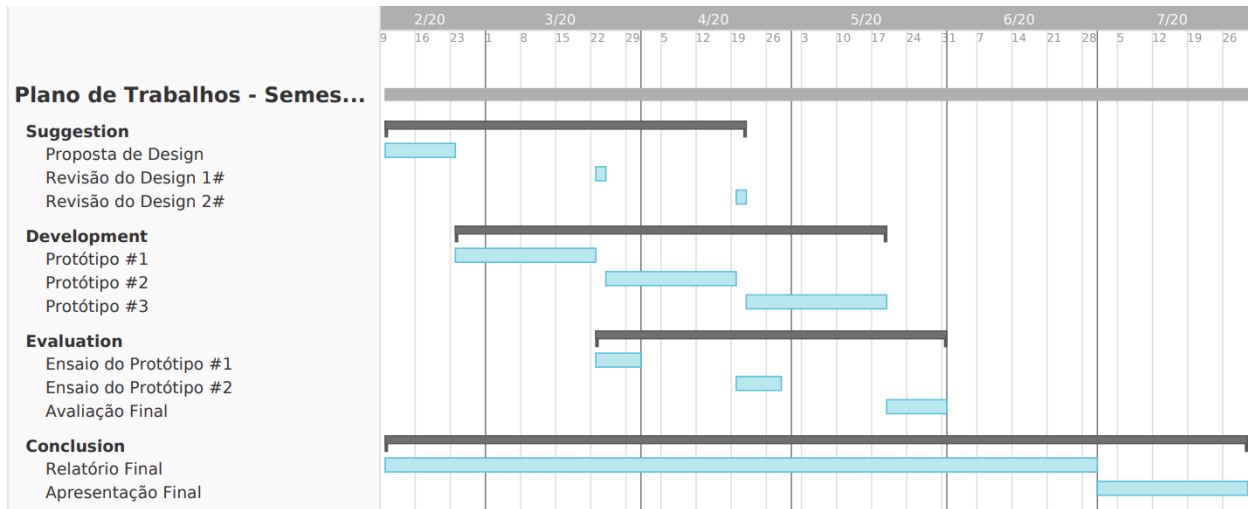 2/20 3/20 4/20 5/20 6/20 7/20
9 16 23 1 8 15 22 29 5 12 19 26 3 10 17 24 31 7 14 21 28 5 12 19 26
Plano de Trabalhos - Semes...
Suggestion
Proposta de Design
Revisão do Design 1#
Revisão do Design 2#
Development
Protótipo #1
Protótipo #2
Protótipo #3
Evaluation
Ensaio do Protótipo #1
Ensaio do Protótipo #2
Avaliação Final
Conclusion
Relatório Final
Apresentação Final